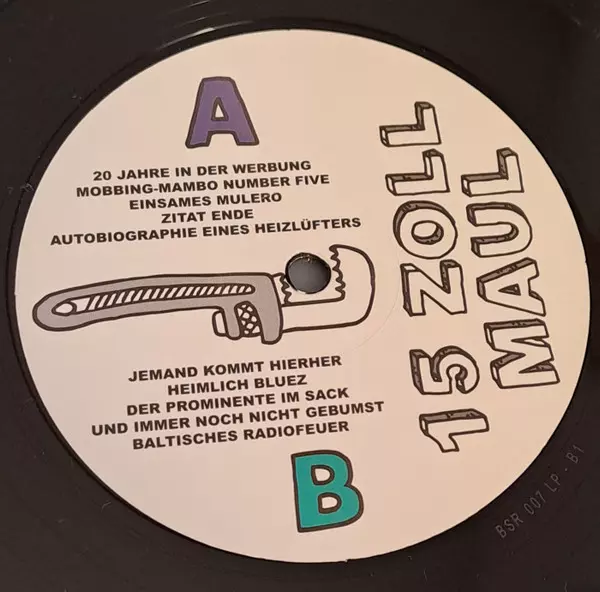 A
20 JAHRE IN DER WERBUNG
MOBBING-MAMBO NUMBER FIVE
EINSAMES MULERO
ZITAT ENDE
AUTOBIOGRAPHIE EINES HEIZLÜFTERS
15 ZOLL
MAUL
JEMAND KOMMT HIERHER
HEIMLICH BLUEZ
DER PROMINENTE IM SACK
UND IMMER NOCH NICHT GEBUMST
BALTISCHES RADIOFEUER
B
BSR 007 LP - B1